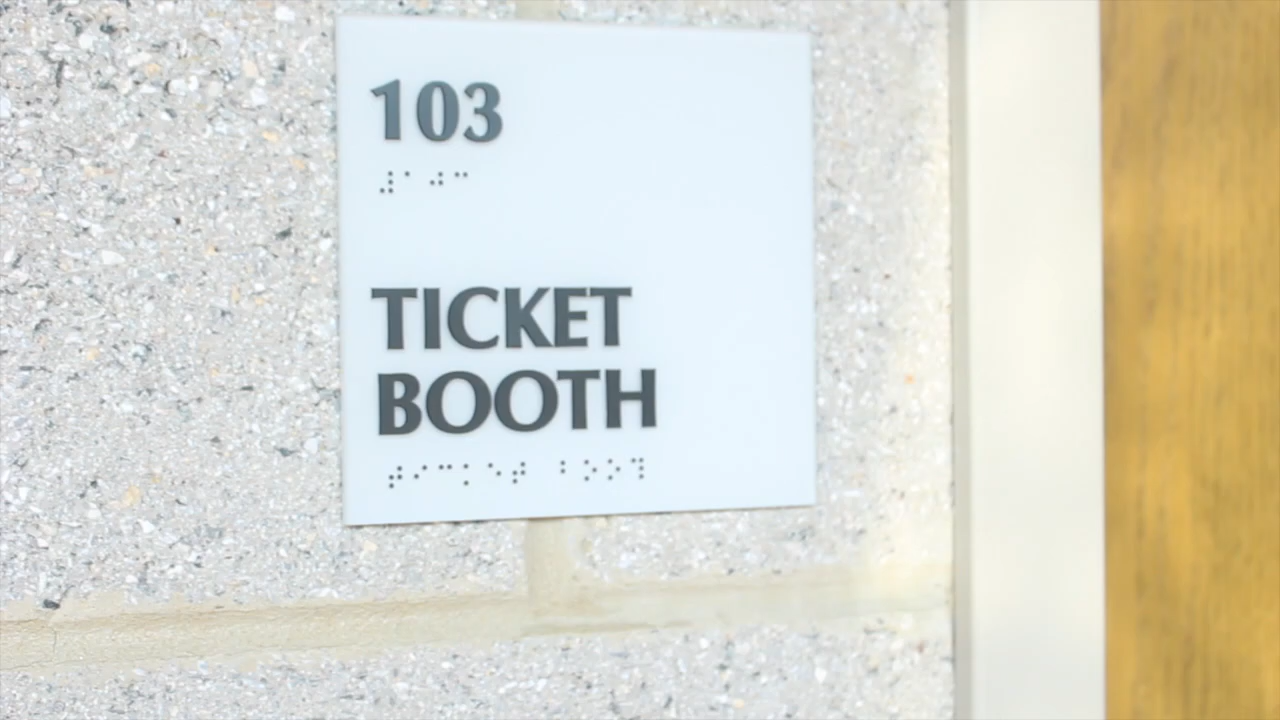 103
⠼⠁⠚⠉
TICKET
BOOTH
⠞⠊⠉⠅⠑⠞ ⠃⠕⠕⠹